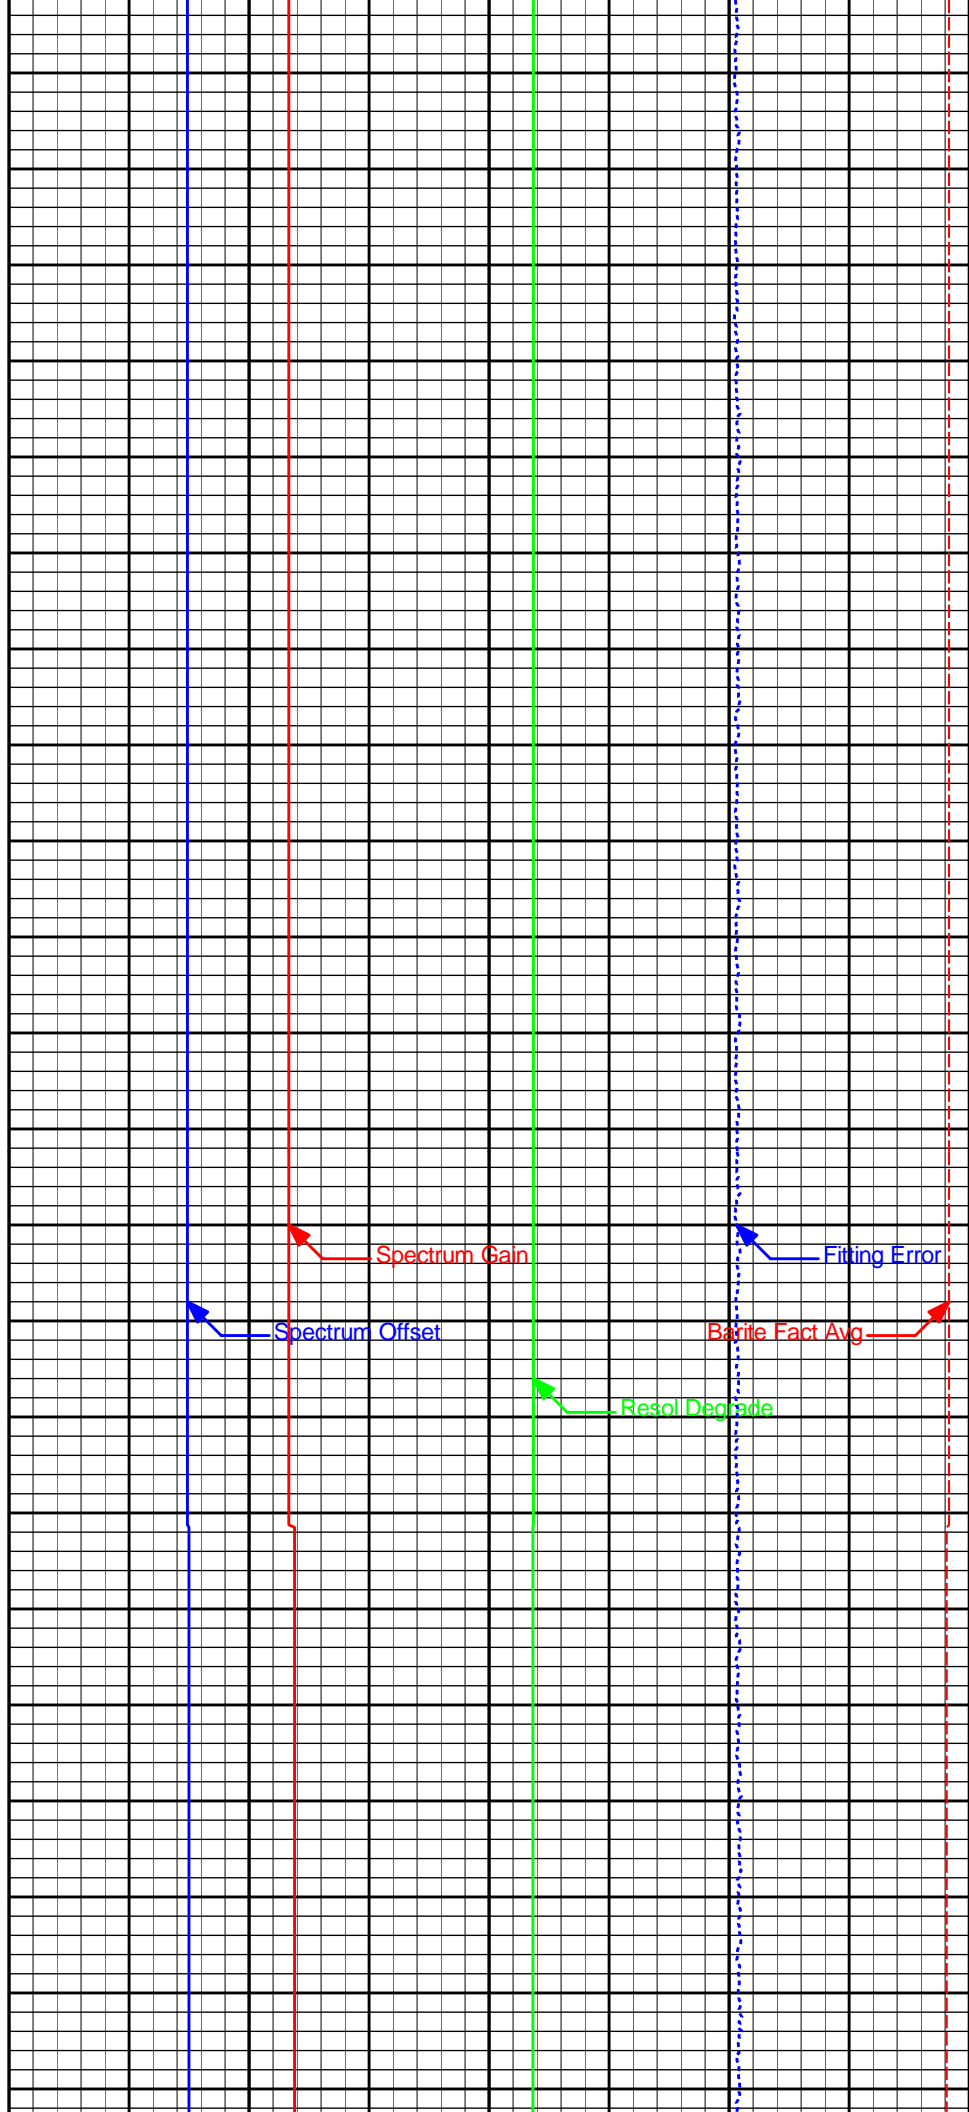 Spectrum Gain
Fitting Error
Spectrum Offset
Barite Fact Avg
Resol Degrade